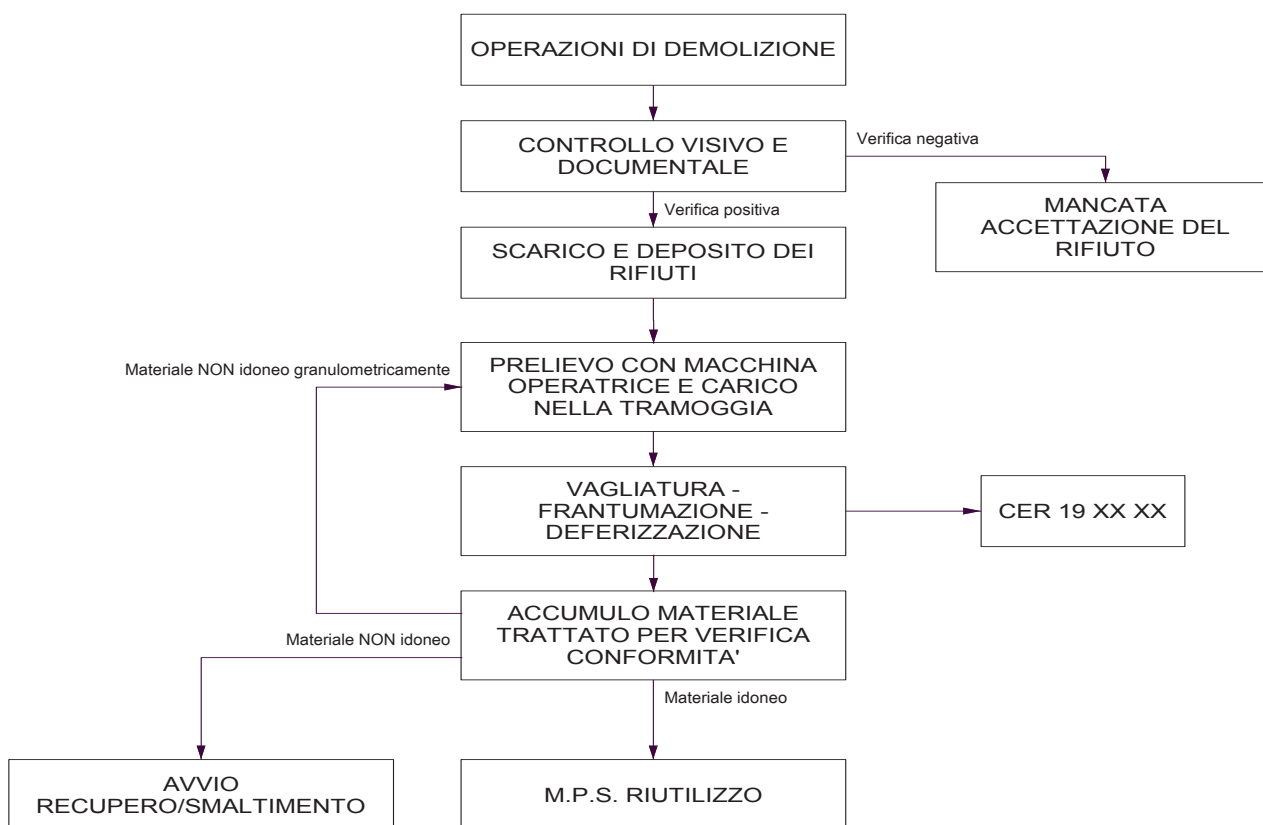 OPERAZIONI DI DEMOLIZIONE
CONTROLLO VISIVO E
DOCUMENTALE
Verifica negativa
MANCATA
ACCETTAZIONE DEL
RIFIUTO
Verifica positiva
SCARICO E DEPOSITO DEI
RIFIUTI
Materiale NON idoneo granulometricamente
PRELIEVO CON MACCHINA
OPERATRICE E CARICO
NELLA TRAMOGGIA
VAGLIATURA -
FRANTUMAZIONE -
DEFERIZZAZIONE
CER 19 XX XX
ACCUMULO MATERIALE
TRATTATO PER VERIFICA
CONFORMITA'
Materiale NON idoneo
Materiale idoneo
AVVIO
RECUPERO/SMALTIMENTO
M.P.S. RIUTILIZZO